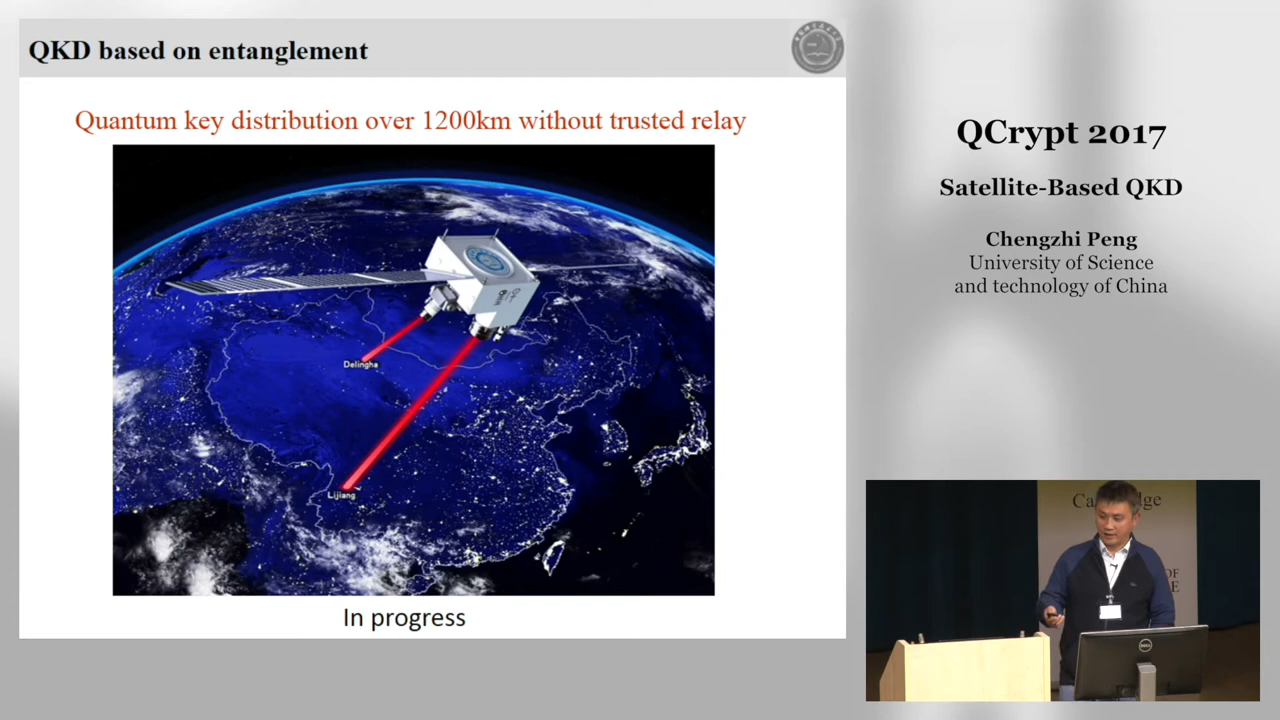 QKD based on entanglement
Quantum key distribution over 1200km without trusted relay
Delingha
Lijiang
In progress
QCrypt 2017
Satellite-Based QKD
Chengzhi Peng
University of Science
and technology of China
DELL